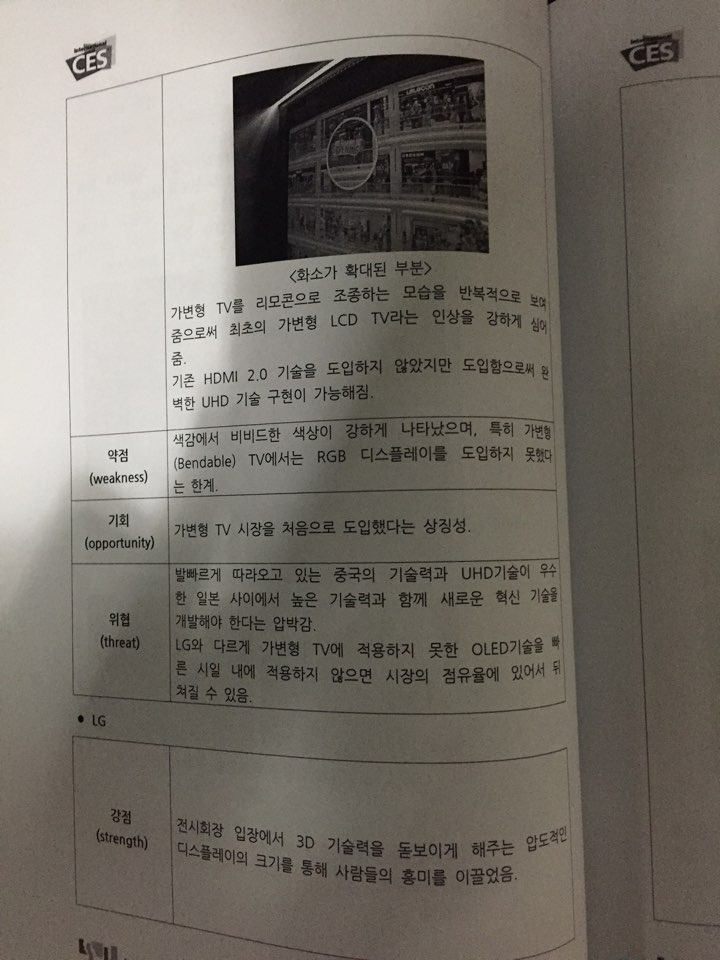 International
CES
CES
<화소가 확대된 부분>
가변형 TV를 리모콘으로 조종하는 모습을 반복적으로 보여
줌으로써 최초의 가변형 LCD TV라는 인상을 강하게 심어
줌.
기존 HDMI 2.0 기술을 도입하지 않았지만 도입함으로써 완
벽한 UHD 기술 구현이 가능해짐.
약점
(weakness)
색감에서 비비드한 색상이 강하게 나타났으며, 특히 가변형
(Bendable) TV에서는 RGB 디스플레이를 도입하지 못했다
는 한계.
기회
(opportunity)
가변형 TV 시장을 처음으로 도입했다는 상징성.
위협
(threat)
발빠르게 따라오고 있는 중국의 기술력과 UHD기술이 우수
한 일본 사이에서 높은 기술력과 함께 새로운 혁신 기술을
개발해야 한다는 압박감.
LG와 다르게 가변형 TV에 적용하지 못한 OLED기술을 빠
른 시일 내에 적용하지 않으면 시장의 점유율에 있어서 뒤
쳐질 수 있음.
• LG
강점
(strength)
전시회장 입장에서 3D 기술력을 돋보이게 해주는 압도적인
디스플레이의 크기를 통해 사람들의 흥미를 이끌었음.